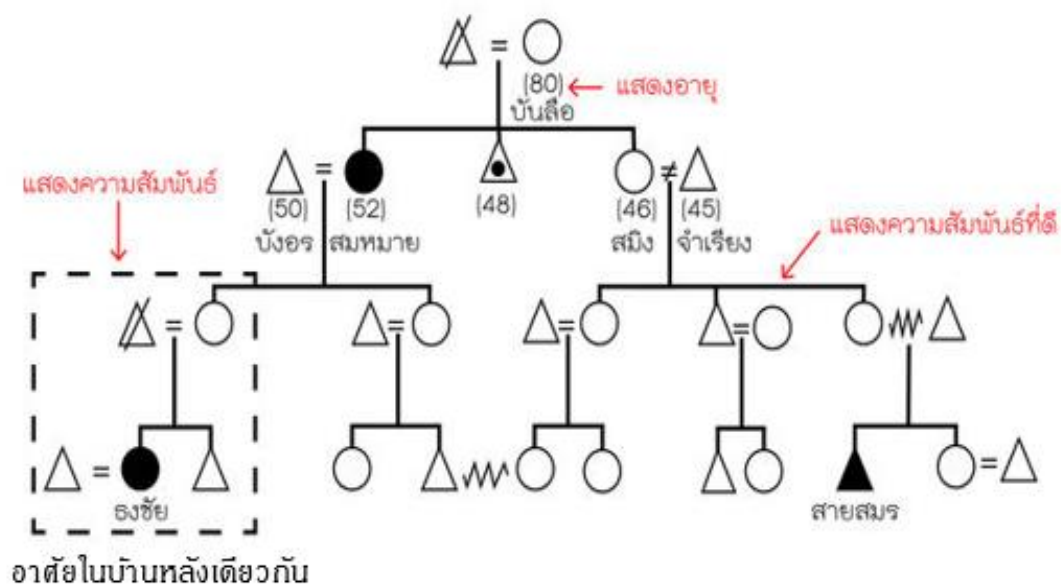 =
(80) ← แสดงอายุ
บันลือ
แสดงความสัมพันธ์
= ≠
(50) (52) (48) (46) (45)
บังอร สมหมาย สมิง จำเรียง
แสดงความสัมพันธ์ที่ดี
= = = =
= =
ธงชัย สายสมร
อาศัยในบ้านหลังเดียวกัน